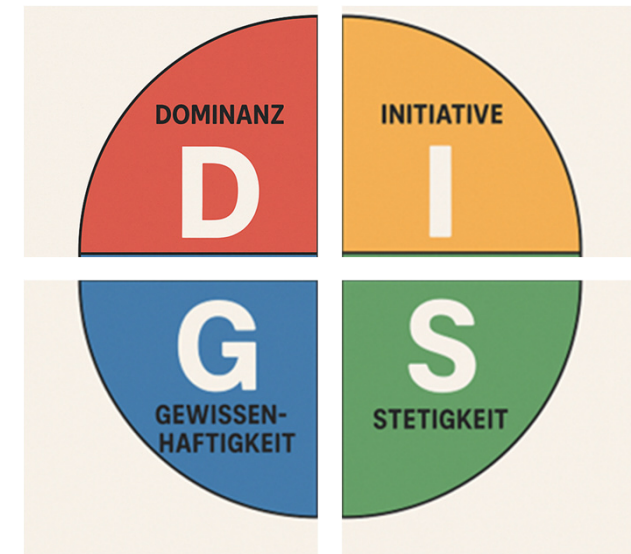 DOMINANZ
D
INITIATIVE
I
G
GEWISSEN-
HAFTIGKEIT
S
STETIGKEIT